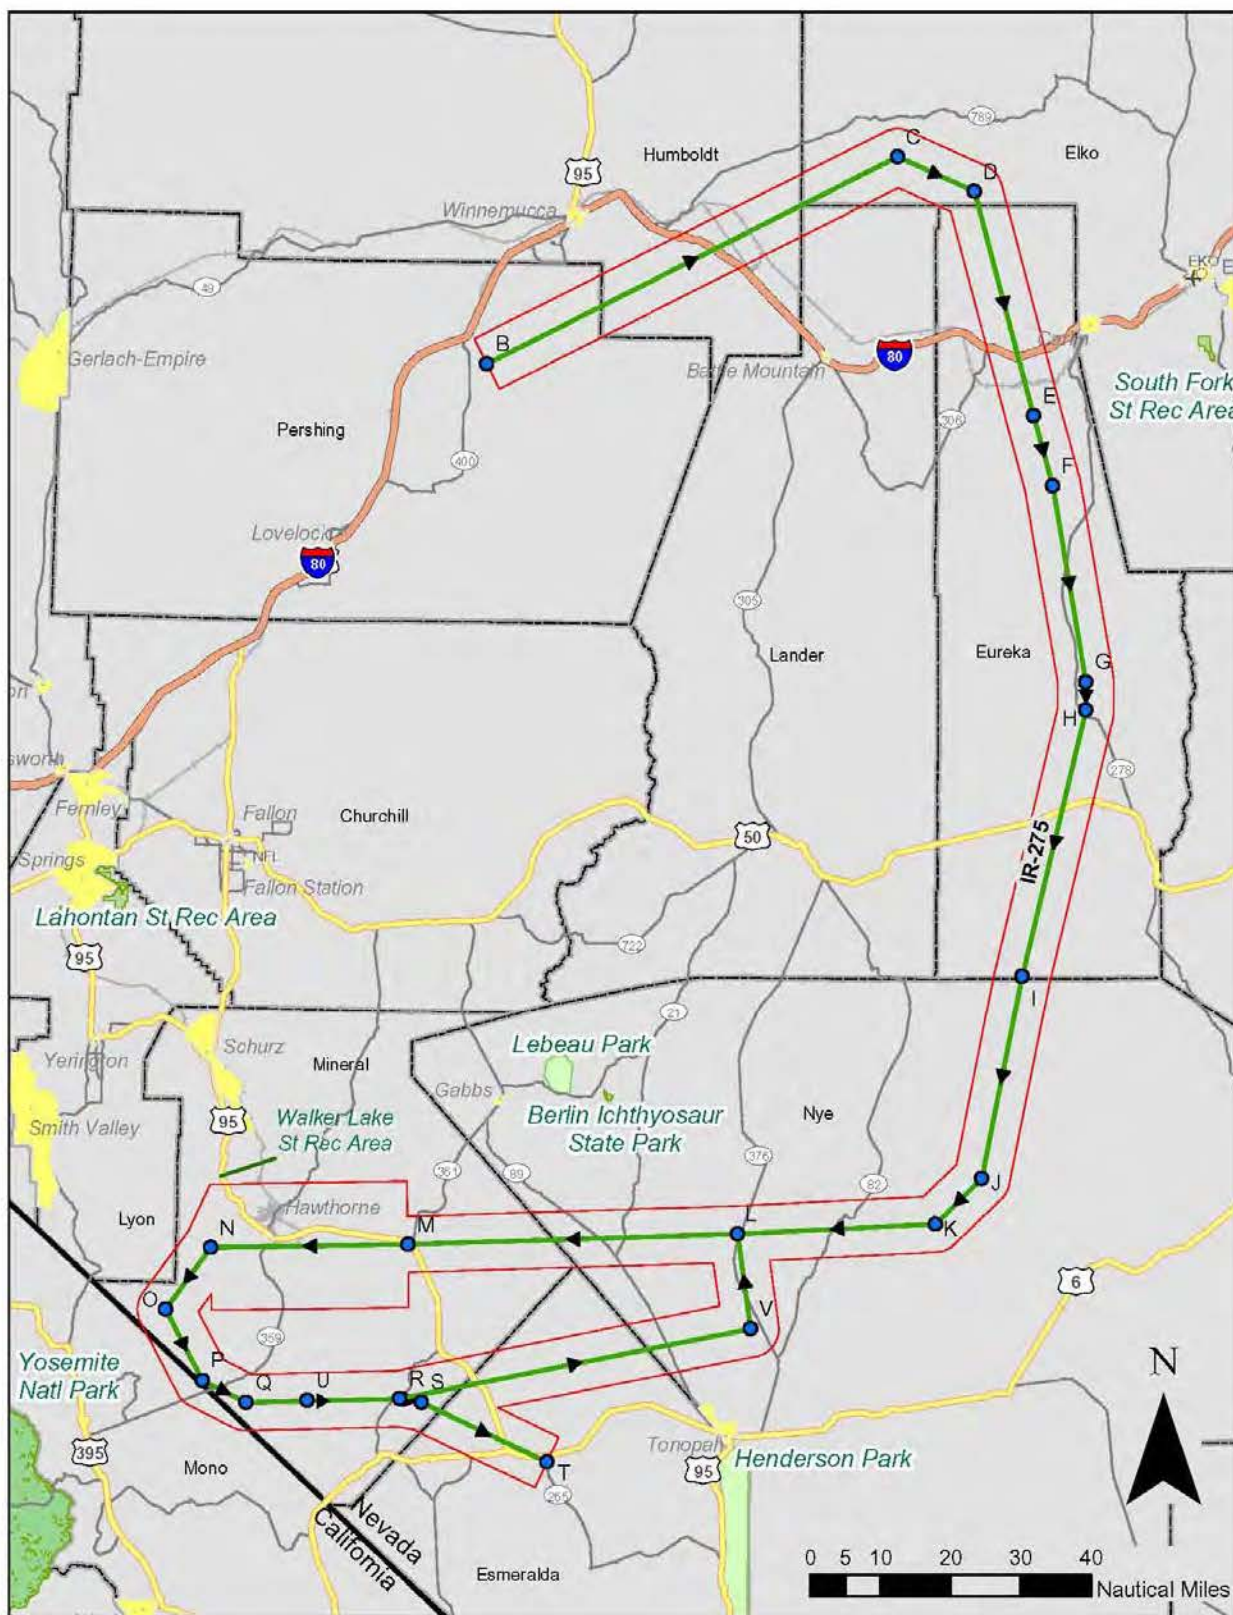 C
789
Humboldt
Elko
95
D
Winnemucca
EKO
49
B
Gerlach-Empire
80
Carlin
Battle Mountain
South Fork
St Rec Area
E
306
Pershing
400
F
Lovelock
80
305
Eureka
Lander
G
H
sworth
278
Fernley
Fallon
Churchill
50
IR-275
Springs
NFL
Fallon Station
Lahontan St Rec Area
722
95
I
21
Schurz
Lebeau Park
Yerington
Mineral
Gabbs
Nye
Walker Lake
St Rec Area
Berlin Ichthyosaur
State Park
95
Smith Valley
376
361
89
82
J
Hawthorne
Lyon
N
M
L
K
6
O
V
359
Yosemite
Natl Park
P
Q
U
R
S
N
395
Mono
Tonopah
95
Henderson Park
T
265
Nevada
California
Esmeralda
0 5 10 20 30 40
Nautical Miles